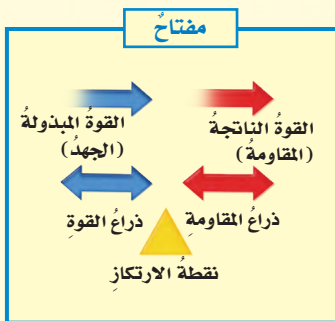 مفتاحٌ
القوةُ الناتجةُ
(المقاومةُ)
القوةُ المبذولةُ
(الجهدُ)
ذراعُ المقاومةِ
ذراعُ القوةِ
نقطةُ الارتكازِ